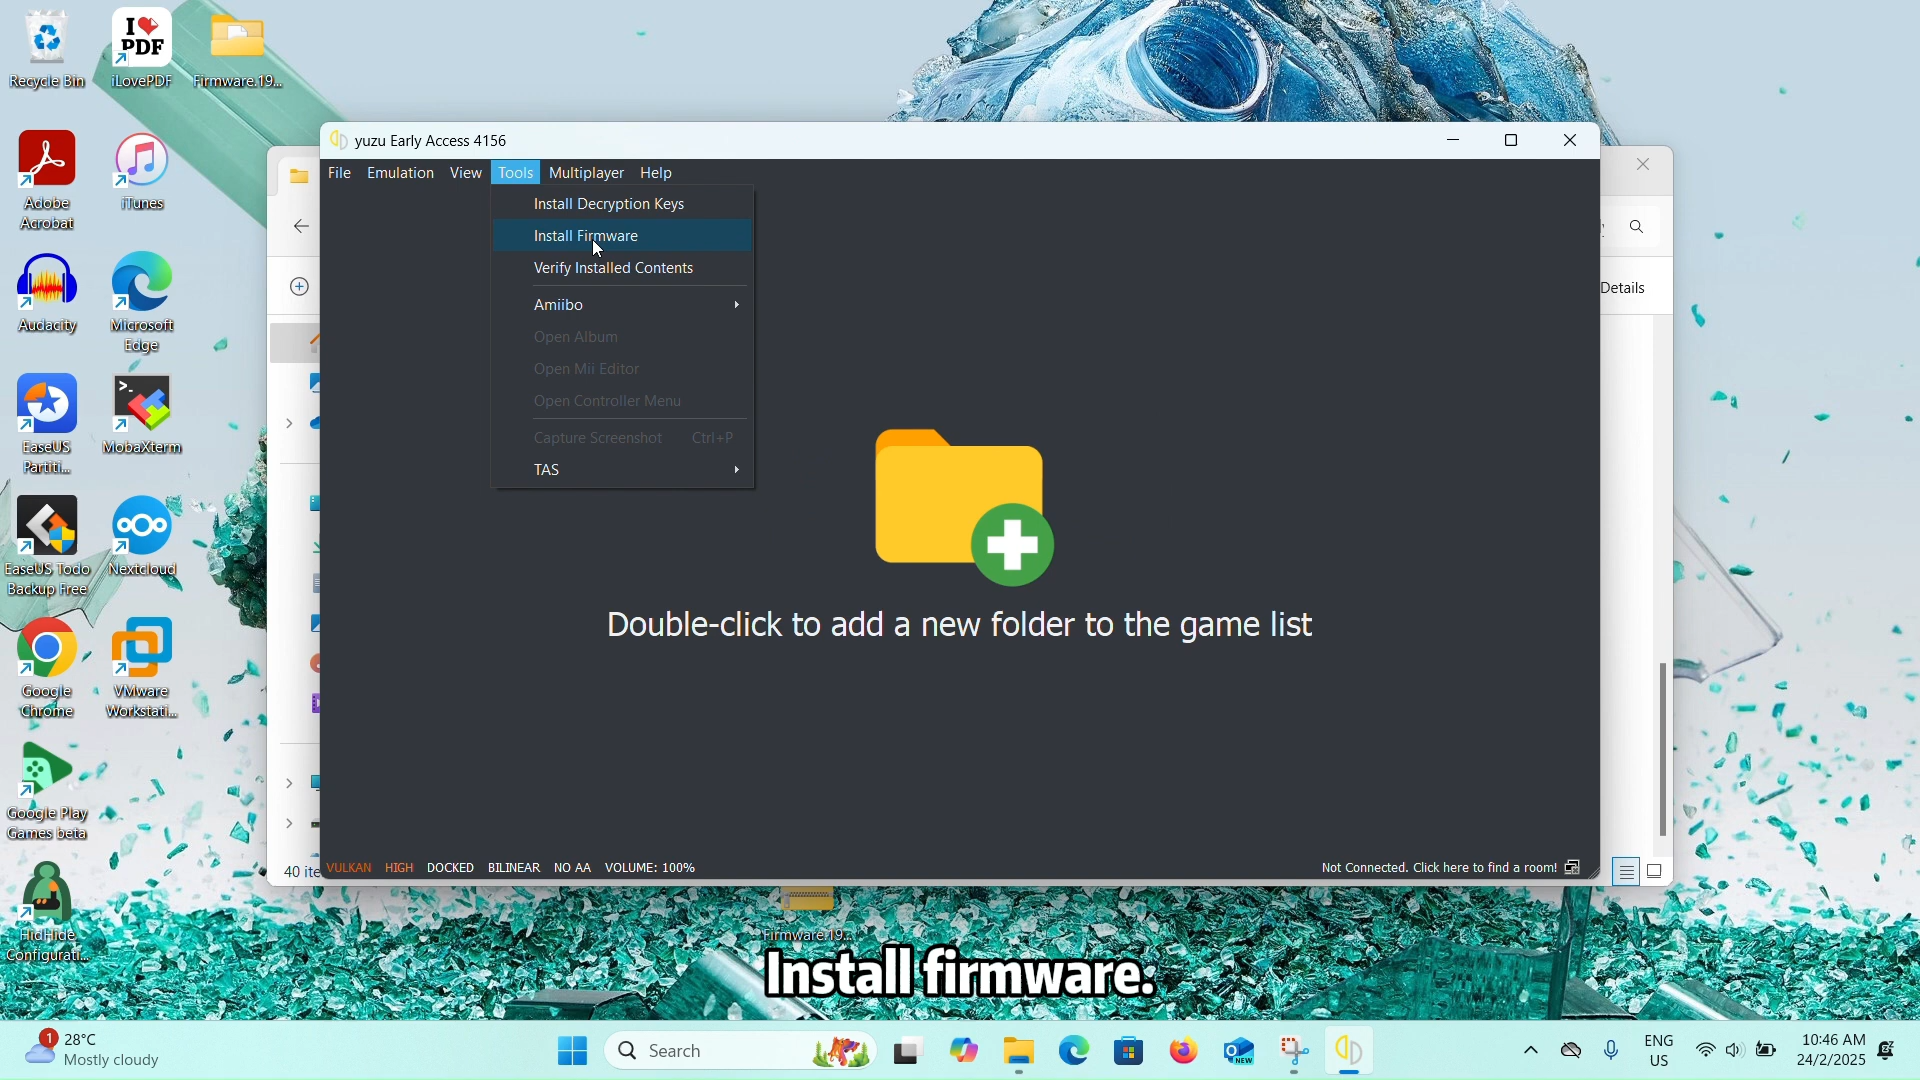 Recycle Bin
I PDF
iLovePDF
Firmware.19...
Adobe
Acrobat
iTunes
Audacity
Microsoft
Edge
EaseUS
Partiti...
MobaXterm
EaseUS Todo
Backup Free
Nextcloud
Google
Chrome
VMware
Workstati...
Google Play
Games beta
HidHide
Configurati...
yuzu Early Access 4156
File Emulation View Tools Multiplayer Help
Install Decryption Keys
Install Firmware
Verify Installed Contents
Amiibo
Open Album
Open Mii Editor
Open Controller Menu
Capture Screenshot Ctrl+P
TAS
Double-click to add a new folder to the game list
VULKAN HIGH DOCKED BILINEAR NO AA VOLUME: 100%
Not Connected. Click here to find a room!
Details
40 ite
Firmware.19...
Install firmware.
1
28°C
Mostly cloudy
Search
NEW
ENG
US
10:46 AM
24/2/2025